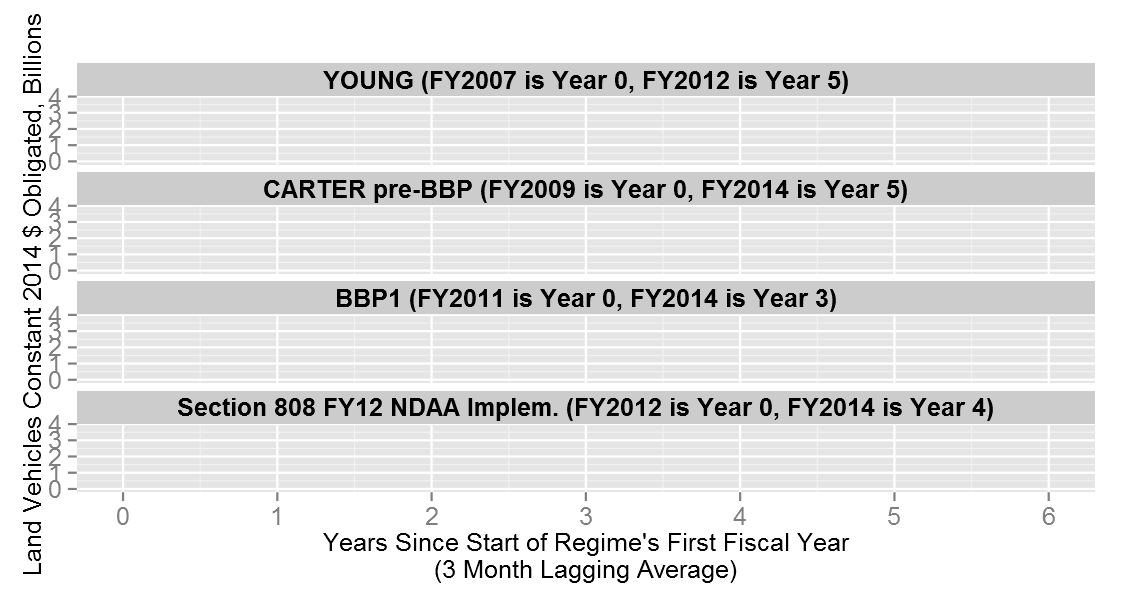 Land Vehicles Constant 2014 $ Obligated, Billions
YOUNG (FY2007 is Year 0, FY2012 is Year 5)
4
3
2
1
0
CARTER pre-BBP (FY2009 is Year 0, FY2014 is Year 5)
4
3
2
1
0
BBP1 (FY2011 is Year 0, FY2014 is Year 3)
4
3
2
1
0
Section 808 FY12 NDAA Implem. (FY2012 is Year 0, FY2014 is Year 4)
4
3
2
1
0
0 1 2 3 4 5 6
Years Since Start of Regime's First Fiscal Year
(3 Month Lagging Average)